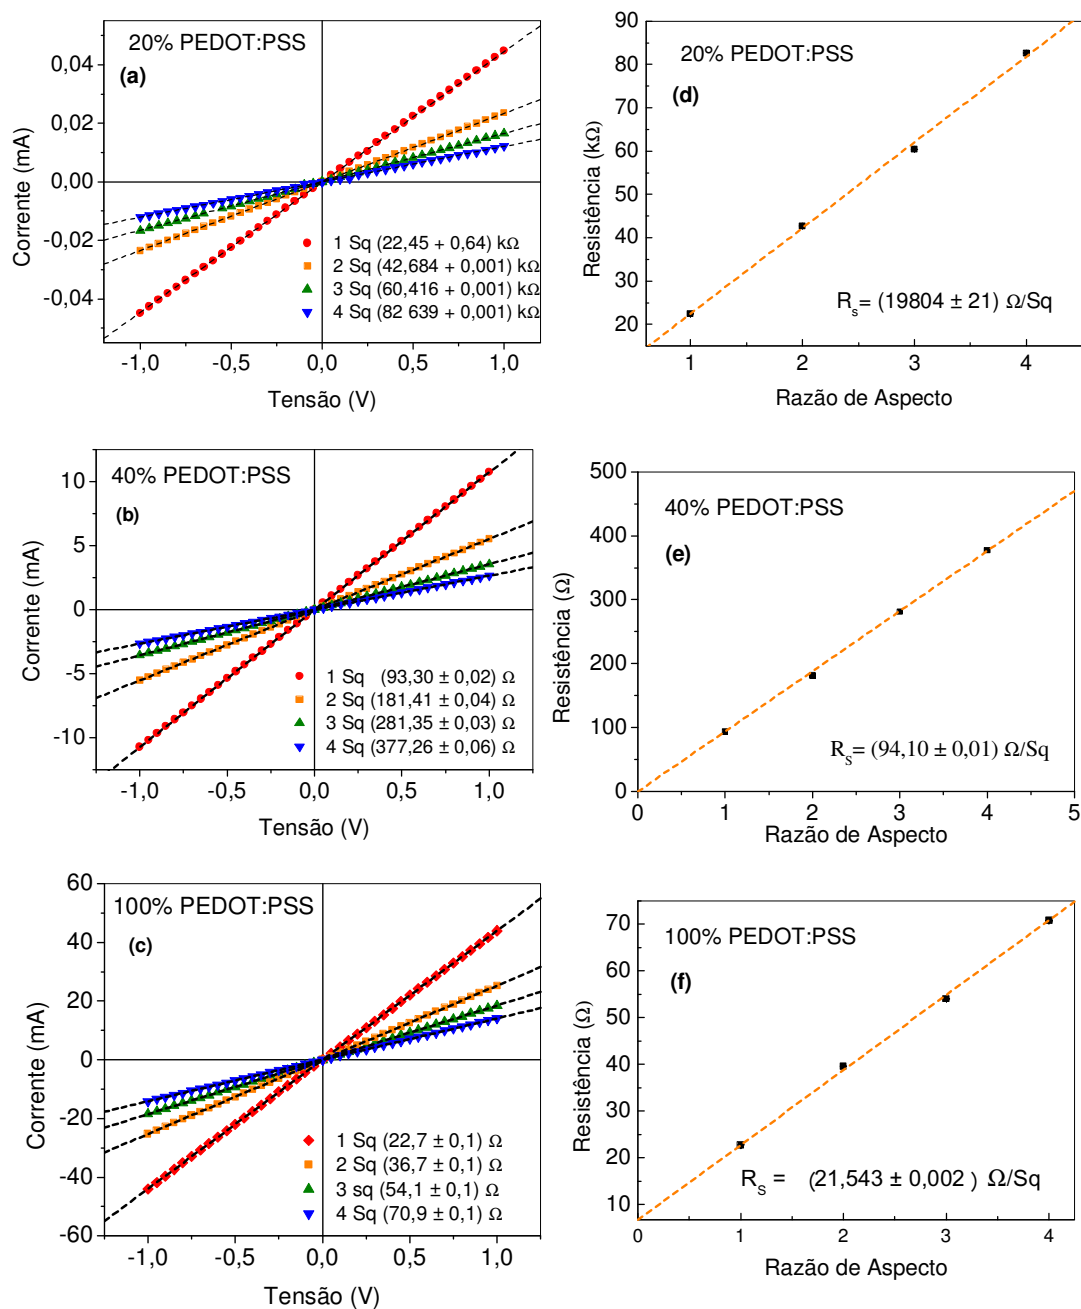 20% PEDOT:PSS
(a)
0,04
0,02
0,00
-0,02
-0,04
Corrente (mA)
1 Sq (22,45 + 0,64) kΩ
2 Sq (42,684 + 0,001) kΩ
3 Sq (60,416 + 0,001) kΩ
4 Sq (82 639 + 0,001) kΩ
-1,0 -0,5 0,0 0,5 1,0
Tensão (V)
20% PEDOT:PSS
(d)
90
80
70
60
50
40
30
20
Resistência (kΩ)
Rs= (19804 ± 21) Ω/Sq
1 2 3 4
Razão de Aspecto
40% PEDOT:PSS
(b)
10
5
0
-5
-10
Corrente (mA)
1 Sq (93,30 ± 0,02) Ω
2 Sq (181,41 ± 0,04) Ω
3 Sq (281,35 ± 0,03) Ω
4 Sq (377,26 ± 0,06) Ω
-1,0 -0,5 0,0 0,5 1,0
Tensão (V)
40% PEDOT:PSS
(e)
500
400
300
200
100
0
Resistência (Ω)
Rs= (94,10 ± 0,01) Ω/Sq
0 1 2 3 4 5
Razão de Aspecto
100% PEDOT:PSS
(c)
60
40
20
0
-20
-40
-60
Corrente (mA)
1 Sq (22,7 ± 0,1) Ω
2 Sq (36,7 ± 0,1) Ω
3 sq (54,1 ± 0,1) Ω
4 Sq (70,9 ± 0,1) Ω
-1,0 -0,5 0,0 0,5 1,0
Tensão (V)
100% PEDOT:PSS
(f)
70
60
50
40
30
20
10
Resistência (Ω)
RS = (21,543 ± 0,002 ) Ω/Sq
0 1 2 3 4
Razão de Aspecto